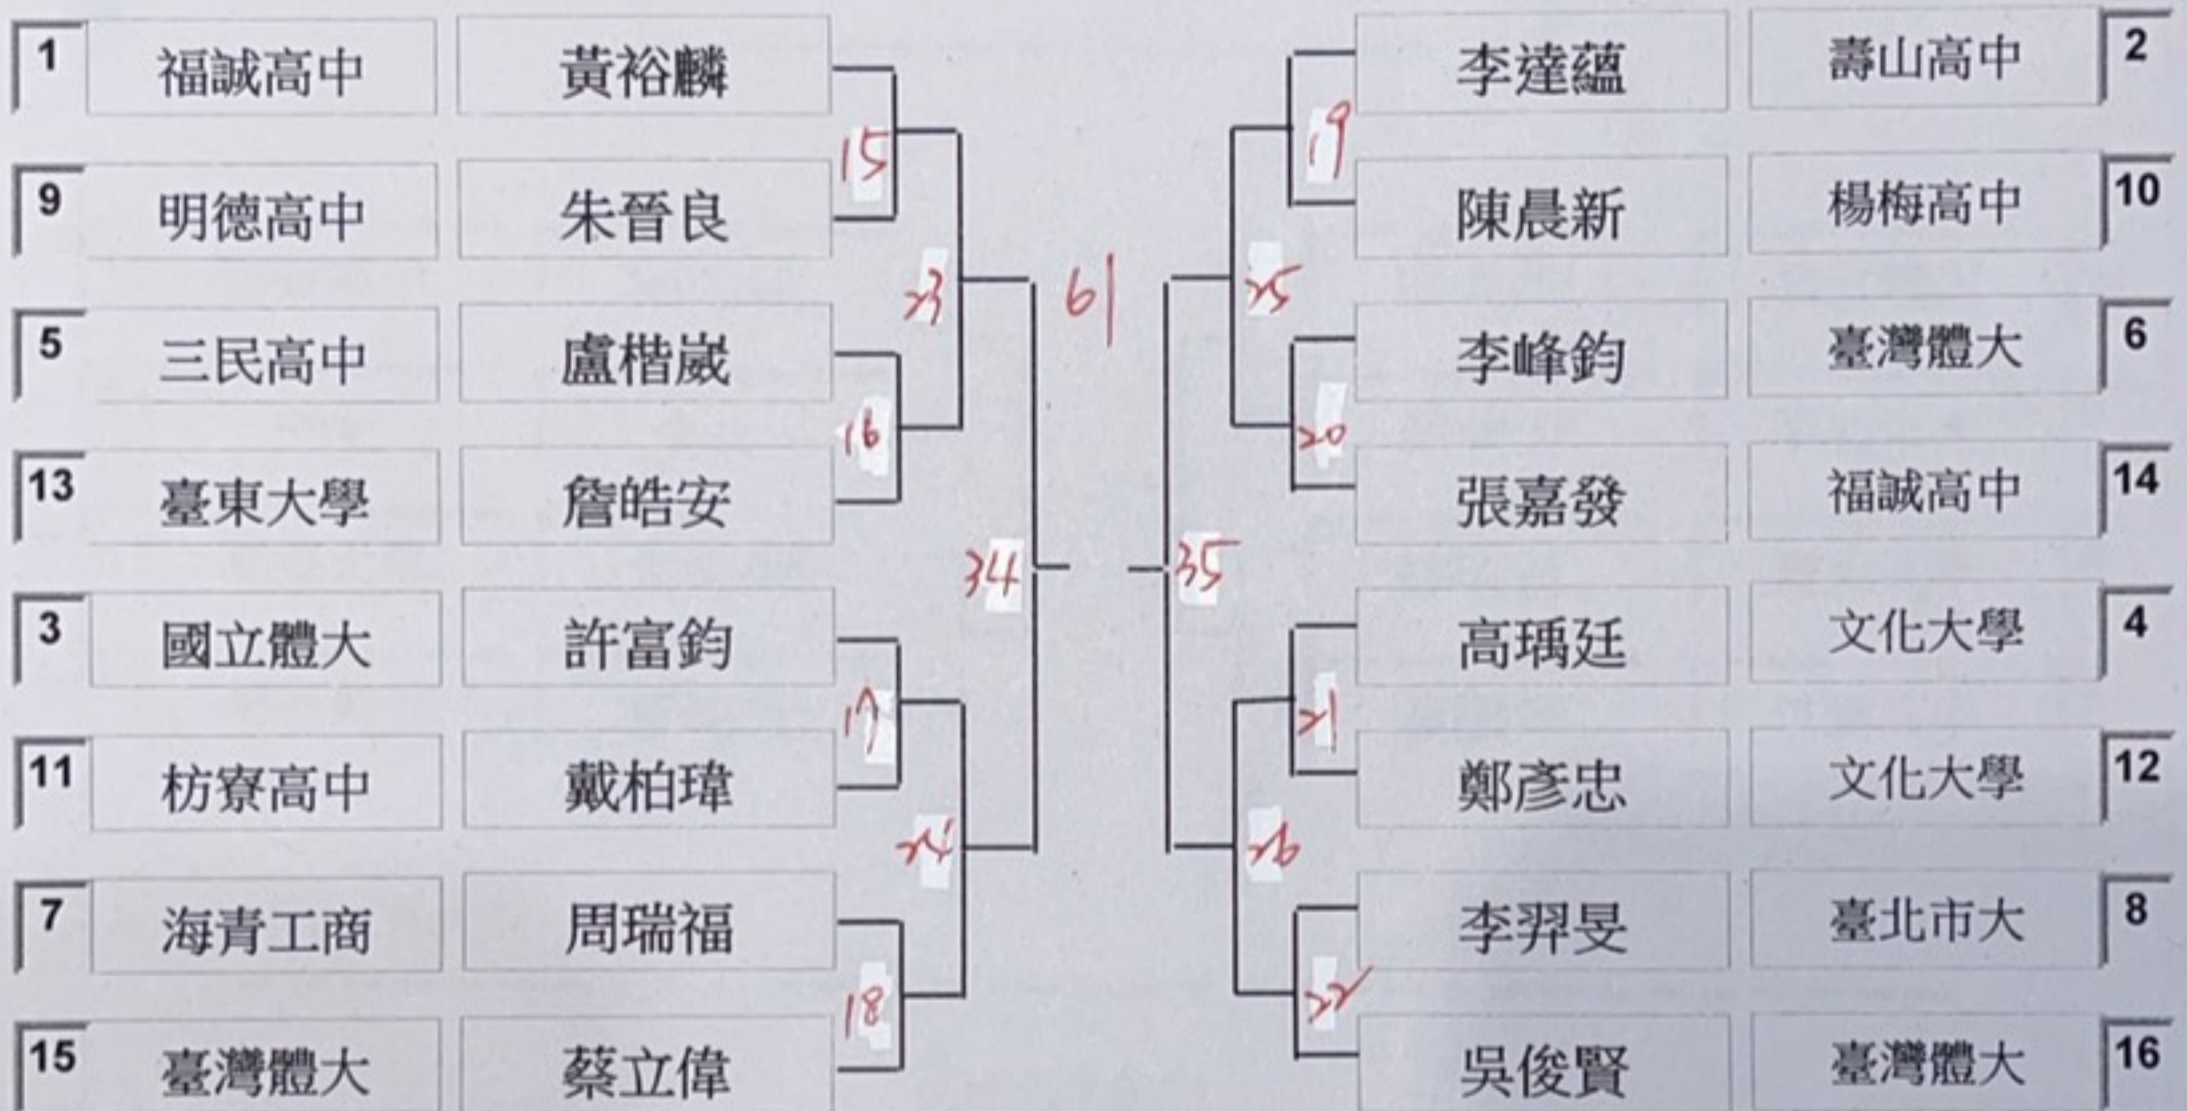 1 福誠高中 黃裕麟 李達蘊 壽山高中 2
15 19
9 明德高中 朱晉良 陳晨新 楊梅高中 10
23 61 25
5 三民高中 盧楷崴 李峰鈞 臺灣體大 6
16 20
13 臺東大學 詹皓安 張嘉發 福誠高中 14
34 35
3 國立體大 許富鈞 高瑀廷 文化大學 4
17 21
11 枋寮高中 戴柏瑋 鄭彥忠 文化大學 12
24 26
7 海青工商 周瑞福 李羿旻 臺北市大 8
18 22
15 臺灣體大 蔡立偉 吳俊賢 臺灣體大 16